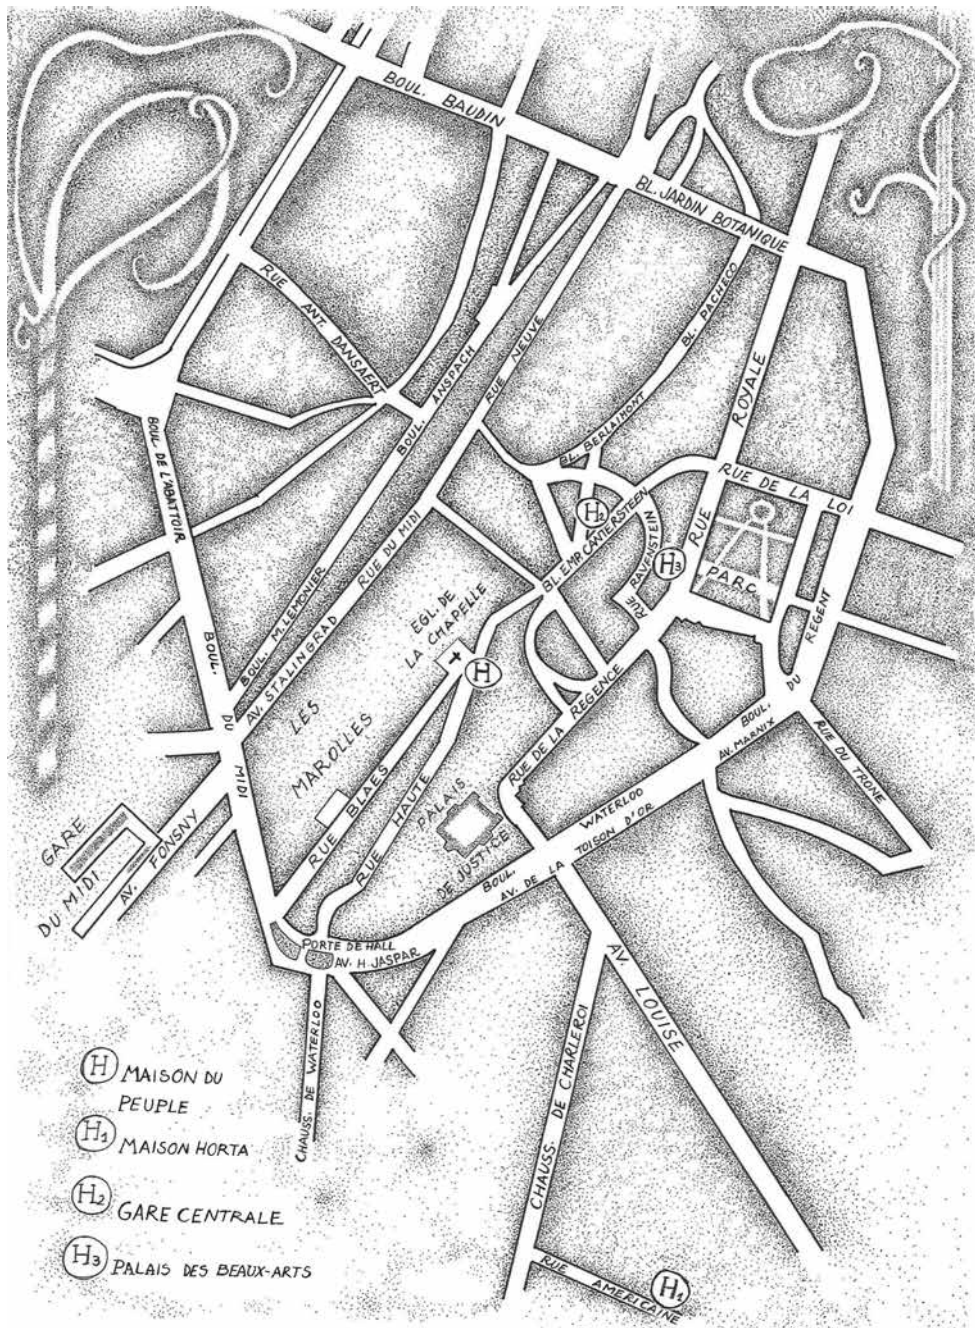 BOUL. BAUDIN
BL. JARDIN BOTANIQUE
RUE ANT. DANSAERT
BOUL. ANSPACH
RUE NEUVE
BL. PACHECO
BL. BERLAIMONT
RUE ROYALE
RUE DE LA LOI
BOUL. DE L'ABATTOIR
BOUL. DU MIDI
BOUL. M. LEMONIER
AV. STALINGRAD
RUE DU MIDI
EGL. DE
LA CHAPELLE
H
H2
BL. EMP. CANTERSTEEN
RUE RAVENSTEIN
H3
PARC
BOUL. DU REGENT
LES
MAROLLES
RUE BLAES
RUE HAUTE
PALAIS
DE JUSTICE
RUE DE LA REGENCE
AV. MARNIX
RUE DU TRONE
BOUL. WATERLOO
AV. DE LA TOISON D'OR
GARE
DU MIDI
AV. FONSNY
PORTE DE HALL
AV. H. JASPAR
CHAUSS. DE WATERLOO
AV. LOUISE
CHAUSS. DE CHARLEROI
RUE AMERICAINE
H1
H MAISON DU
PEUPLE
H1 MAISON HORTA
H2 GARE CENTRALE
H3 PALAIS DES BEAUX-ARTS